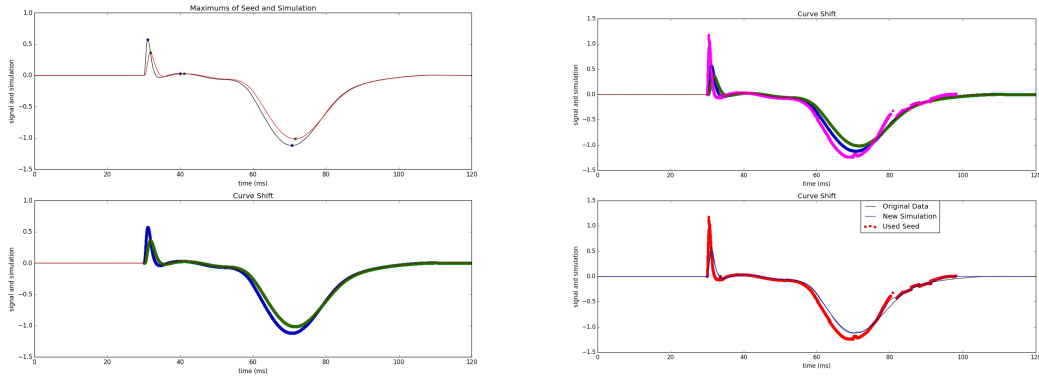 Maximums of Seed and Simulation
1.0
0.5
0.0
−0.5
−1.0
−1.5
signal and simulation
0 20 40 60 80 100 120
time (ms)
Curve Shift
1.0
0.5
0.0
−0.5
−1.0
−1.5
signal and simulation
0 20 40 60 80 100 120
time (ms)
Curve Shift
1.5
1.0
0.5
0.0
−0.5
−1.0
−1.5
signal and simulation
0 20 40 60 80 100 120
time (ms)
Curve Shift
Original Data
New Simulation
Used Seed
1.5
1.0
0.5
0.0
−0.5
−1.0
−1.5
signal and simulation
0 20 40 60 80 100 120
time (ms)